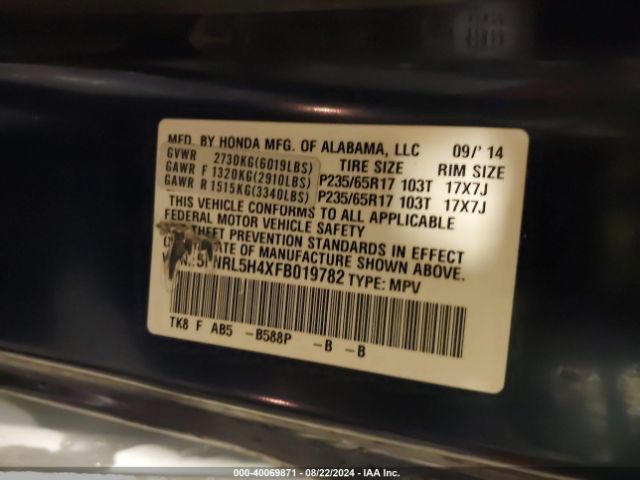 MFD. BY HONDA MFG. OF ALABAMA, LLC 09/ 14
GVWR 2730KG(6019LBS) TIRE SIZE RIM SIZE
GAWR F 1320KG(2910LBS) P235/65R17 103T 17X7J
GAWR R 1515KG(3340LBS) P235/65R17 103T 17X7J
THIS VEHICLE CONFORMS TO ALL APPLICABLE
FEDERAL MOTOR VEHICLE SAFETY
THEFT PREVENTION STANDARDS IN EFFECT
DATE OF MANUFACTURE SHOWN ABOVE.
NRL5H4XFB019782 TYPE: MPV
TK8 F AB5 -B588P -B -B
000-40069871 - 08/22/2024 - IAA Inc.